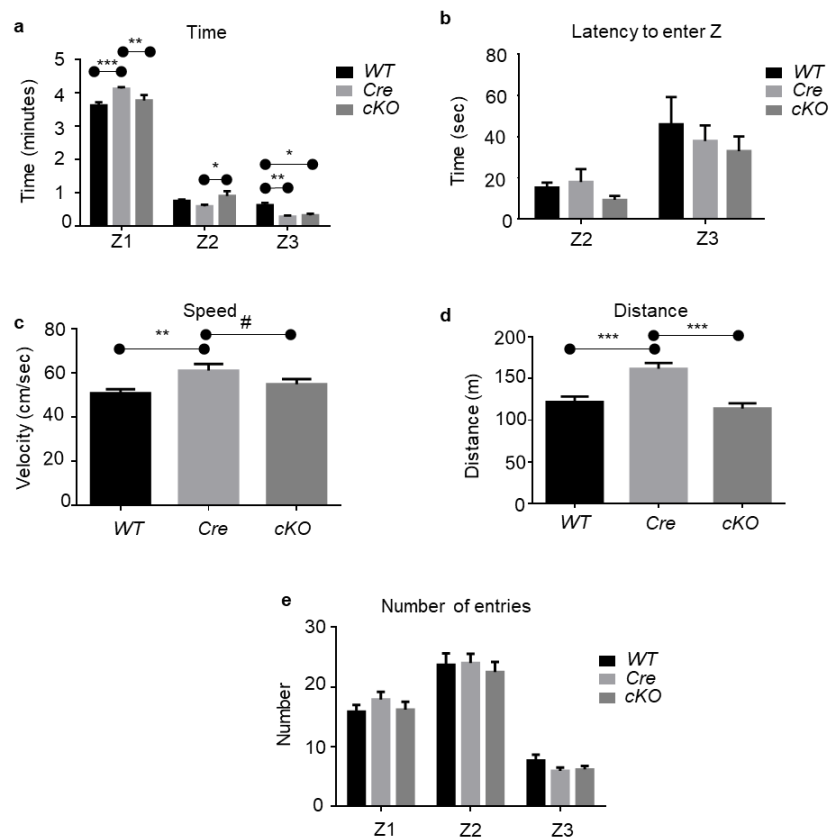 a
Time
Time (minutes)
5
4
3
2
1
0
***
**
*
**
*
Z1
Z2
Z3
WT
Cre
cKO
b
Latency to enter Z
Time (sec)
80
60
40
20
0
Z2
Z3
WT
Cre
cKO
c
Speed
Velocity (cm/sec)
80
60
40
20
0
**
#
WT
Cre
cKO
d
Distance
Distance (m)
200
150
100
50
0
***
***
WT
Cre
cKO
e
Number of entries
Number
30
20
10
0
Z1
Z2
Z3
WT
Cre
cKO